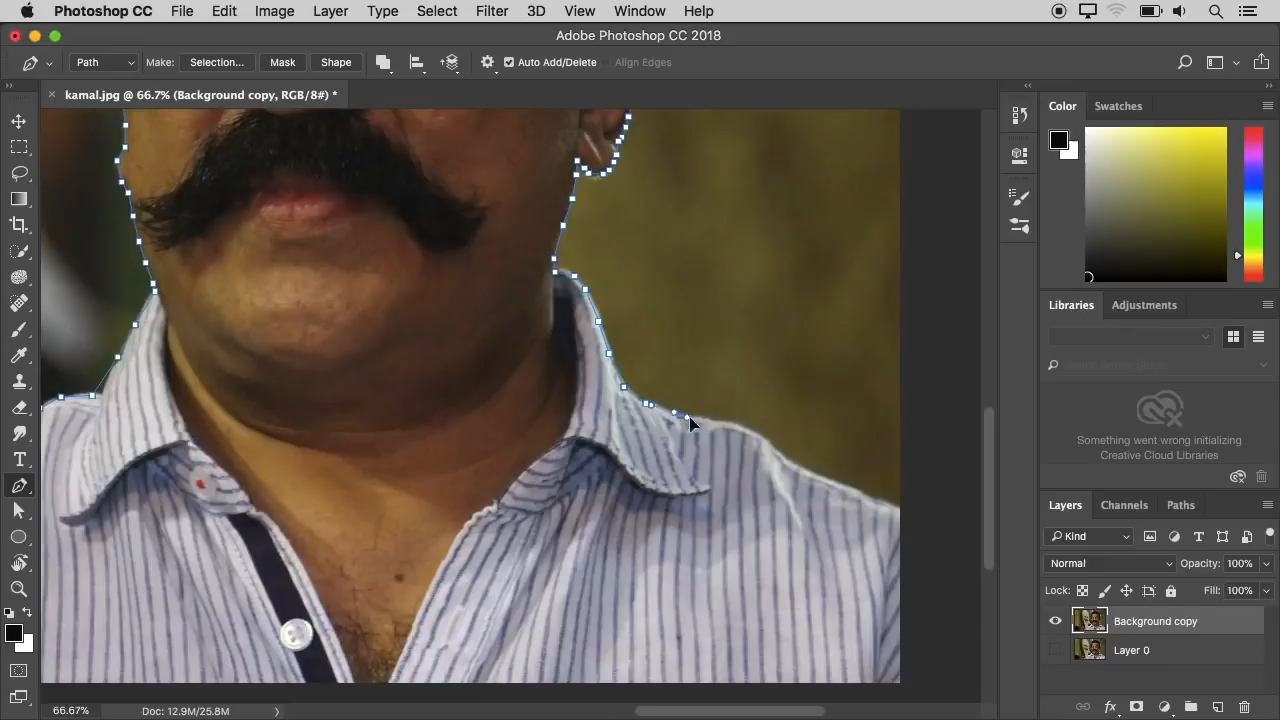 Photoshop CC File Edit Image Layer Type Select Filter 3D View Window Help
Adobe Photoshop CC 2018
Path Make: Selection... Mask Shape Auto Add/Delete Align Edges
kamal.jpg @ 66.7% (Background copy, RGB/8#) *
Color Swatches
Libraries Adjustments
Something went wrong initializing
Creative Cloud Libraries
Layers Channels Paths
Kind
Normal Opacity: 100%
Lock: Fill: 100%
Background copy
Layer 0
66.67% Doc: 12.9M/25.8M